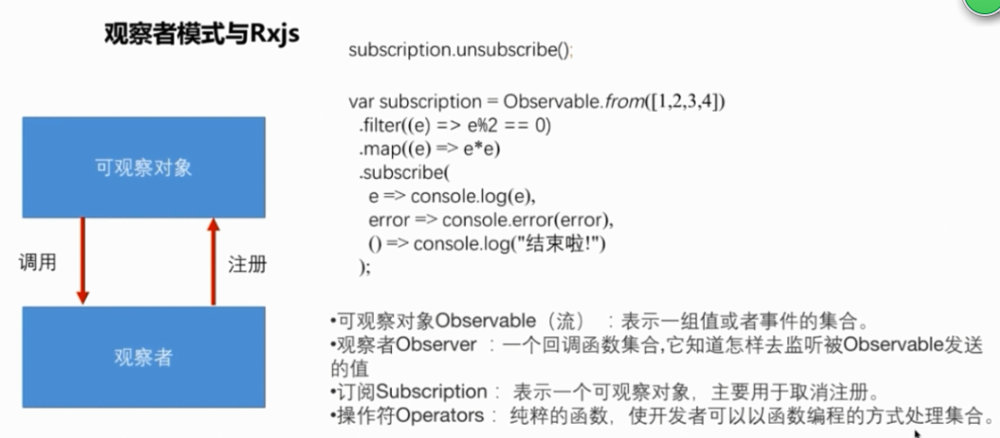 观察者模式与Rxjs
可观察对象
调用
注册
观察者
subscription.unsubscribe();
var subscription = Observable.from([1,2,3,4])
.filter((e) => e%2 == 0)
.map((e) => e*e)
.subscribe(
e => console.log(e),
error => console.error(error),
() => console.log("结束啦!")
);
•可观察对象Observable（流） ：表示一组值或者事件的集合。
•观察者Observer ：一个回调函数集合,它知道怎样去监听被Observable发送
的值
•订阅Subscription： 表示一个可观察对象，主要用于取消注册。
•操作符Operators： 纯粹的函数，使开发者可以以函数编程的方式处理集合。